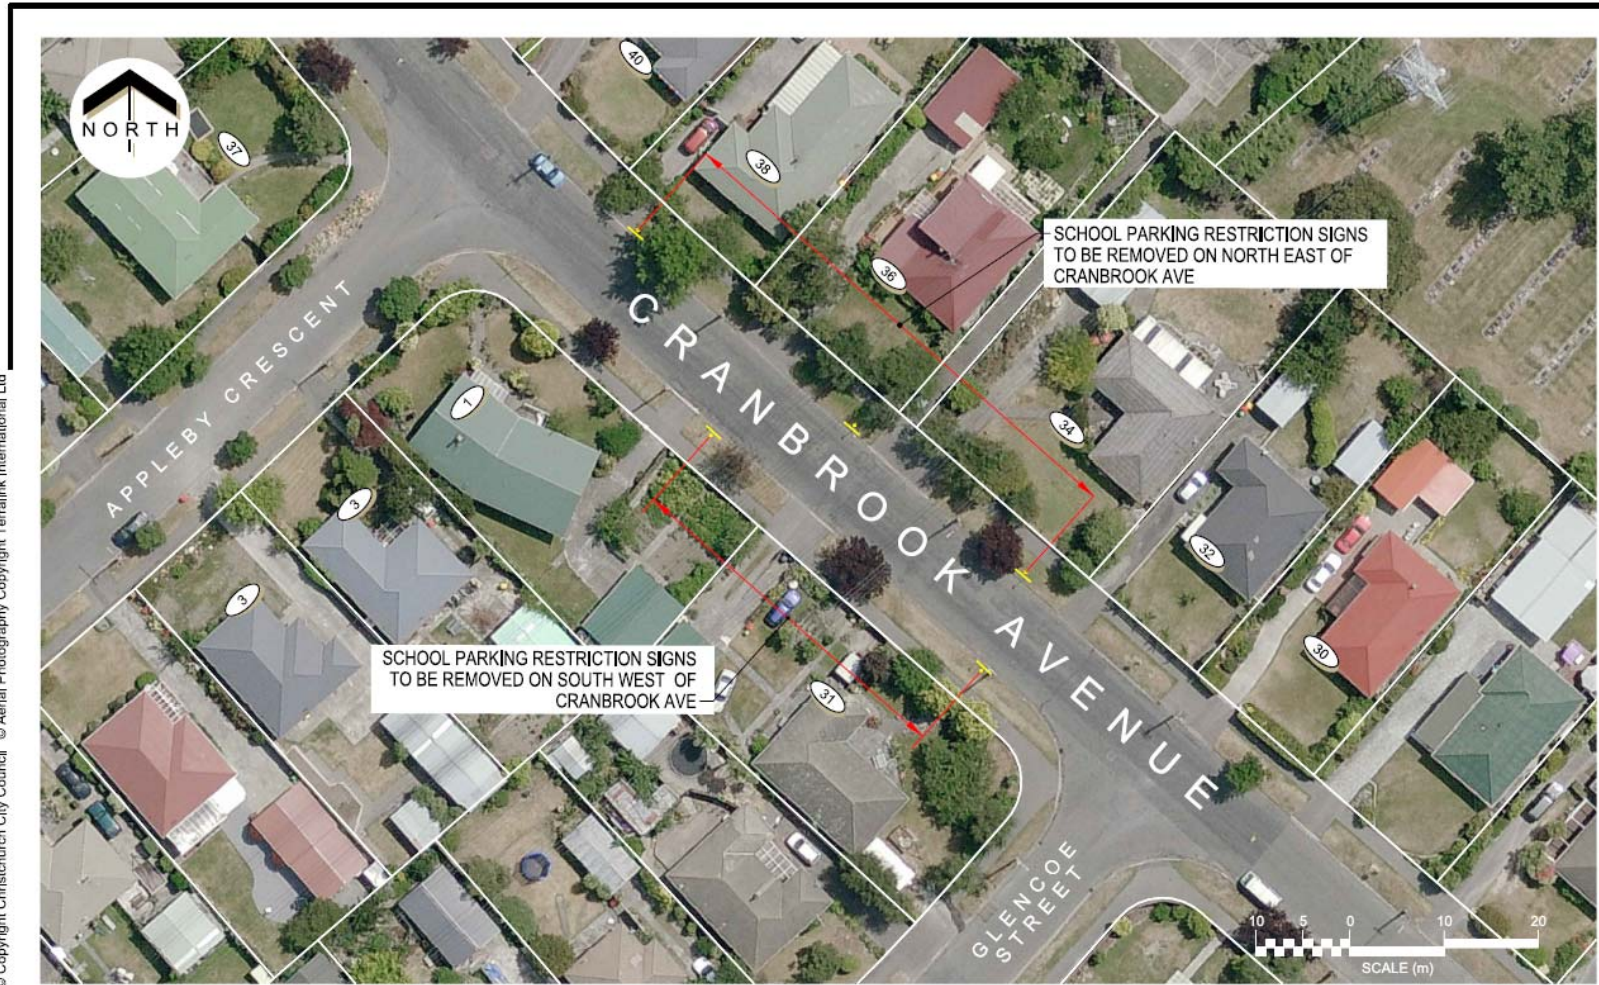 NORTH
40
37
38
36
SCHOOL PARKING RESTRICTION SIGNS
TO BE REMOVED ON NORTH EAST OF
CRANBROOK AVE
CRANBROOK AVENUE
APPLEBY CRESCENT
1
34
3
32
3
30
SCHOOL PARKING RESTRICTION SIGNS
TO BE REMOVED ON SOUTH WEST OF
CRANBROOK AVE
31
GLENCOE
STREET
10 5 0 10 20
SCALE (m)
© Copyright Christchurch City Council © Aerial Photography Copyright Terralink International Ltd